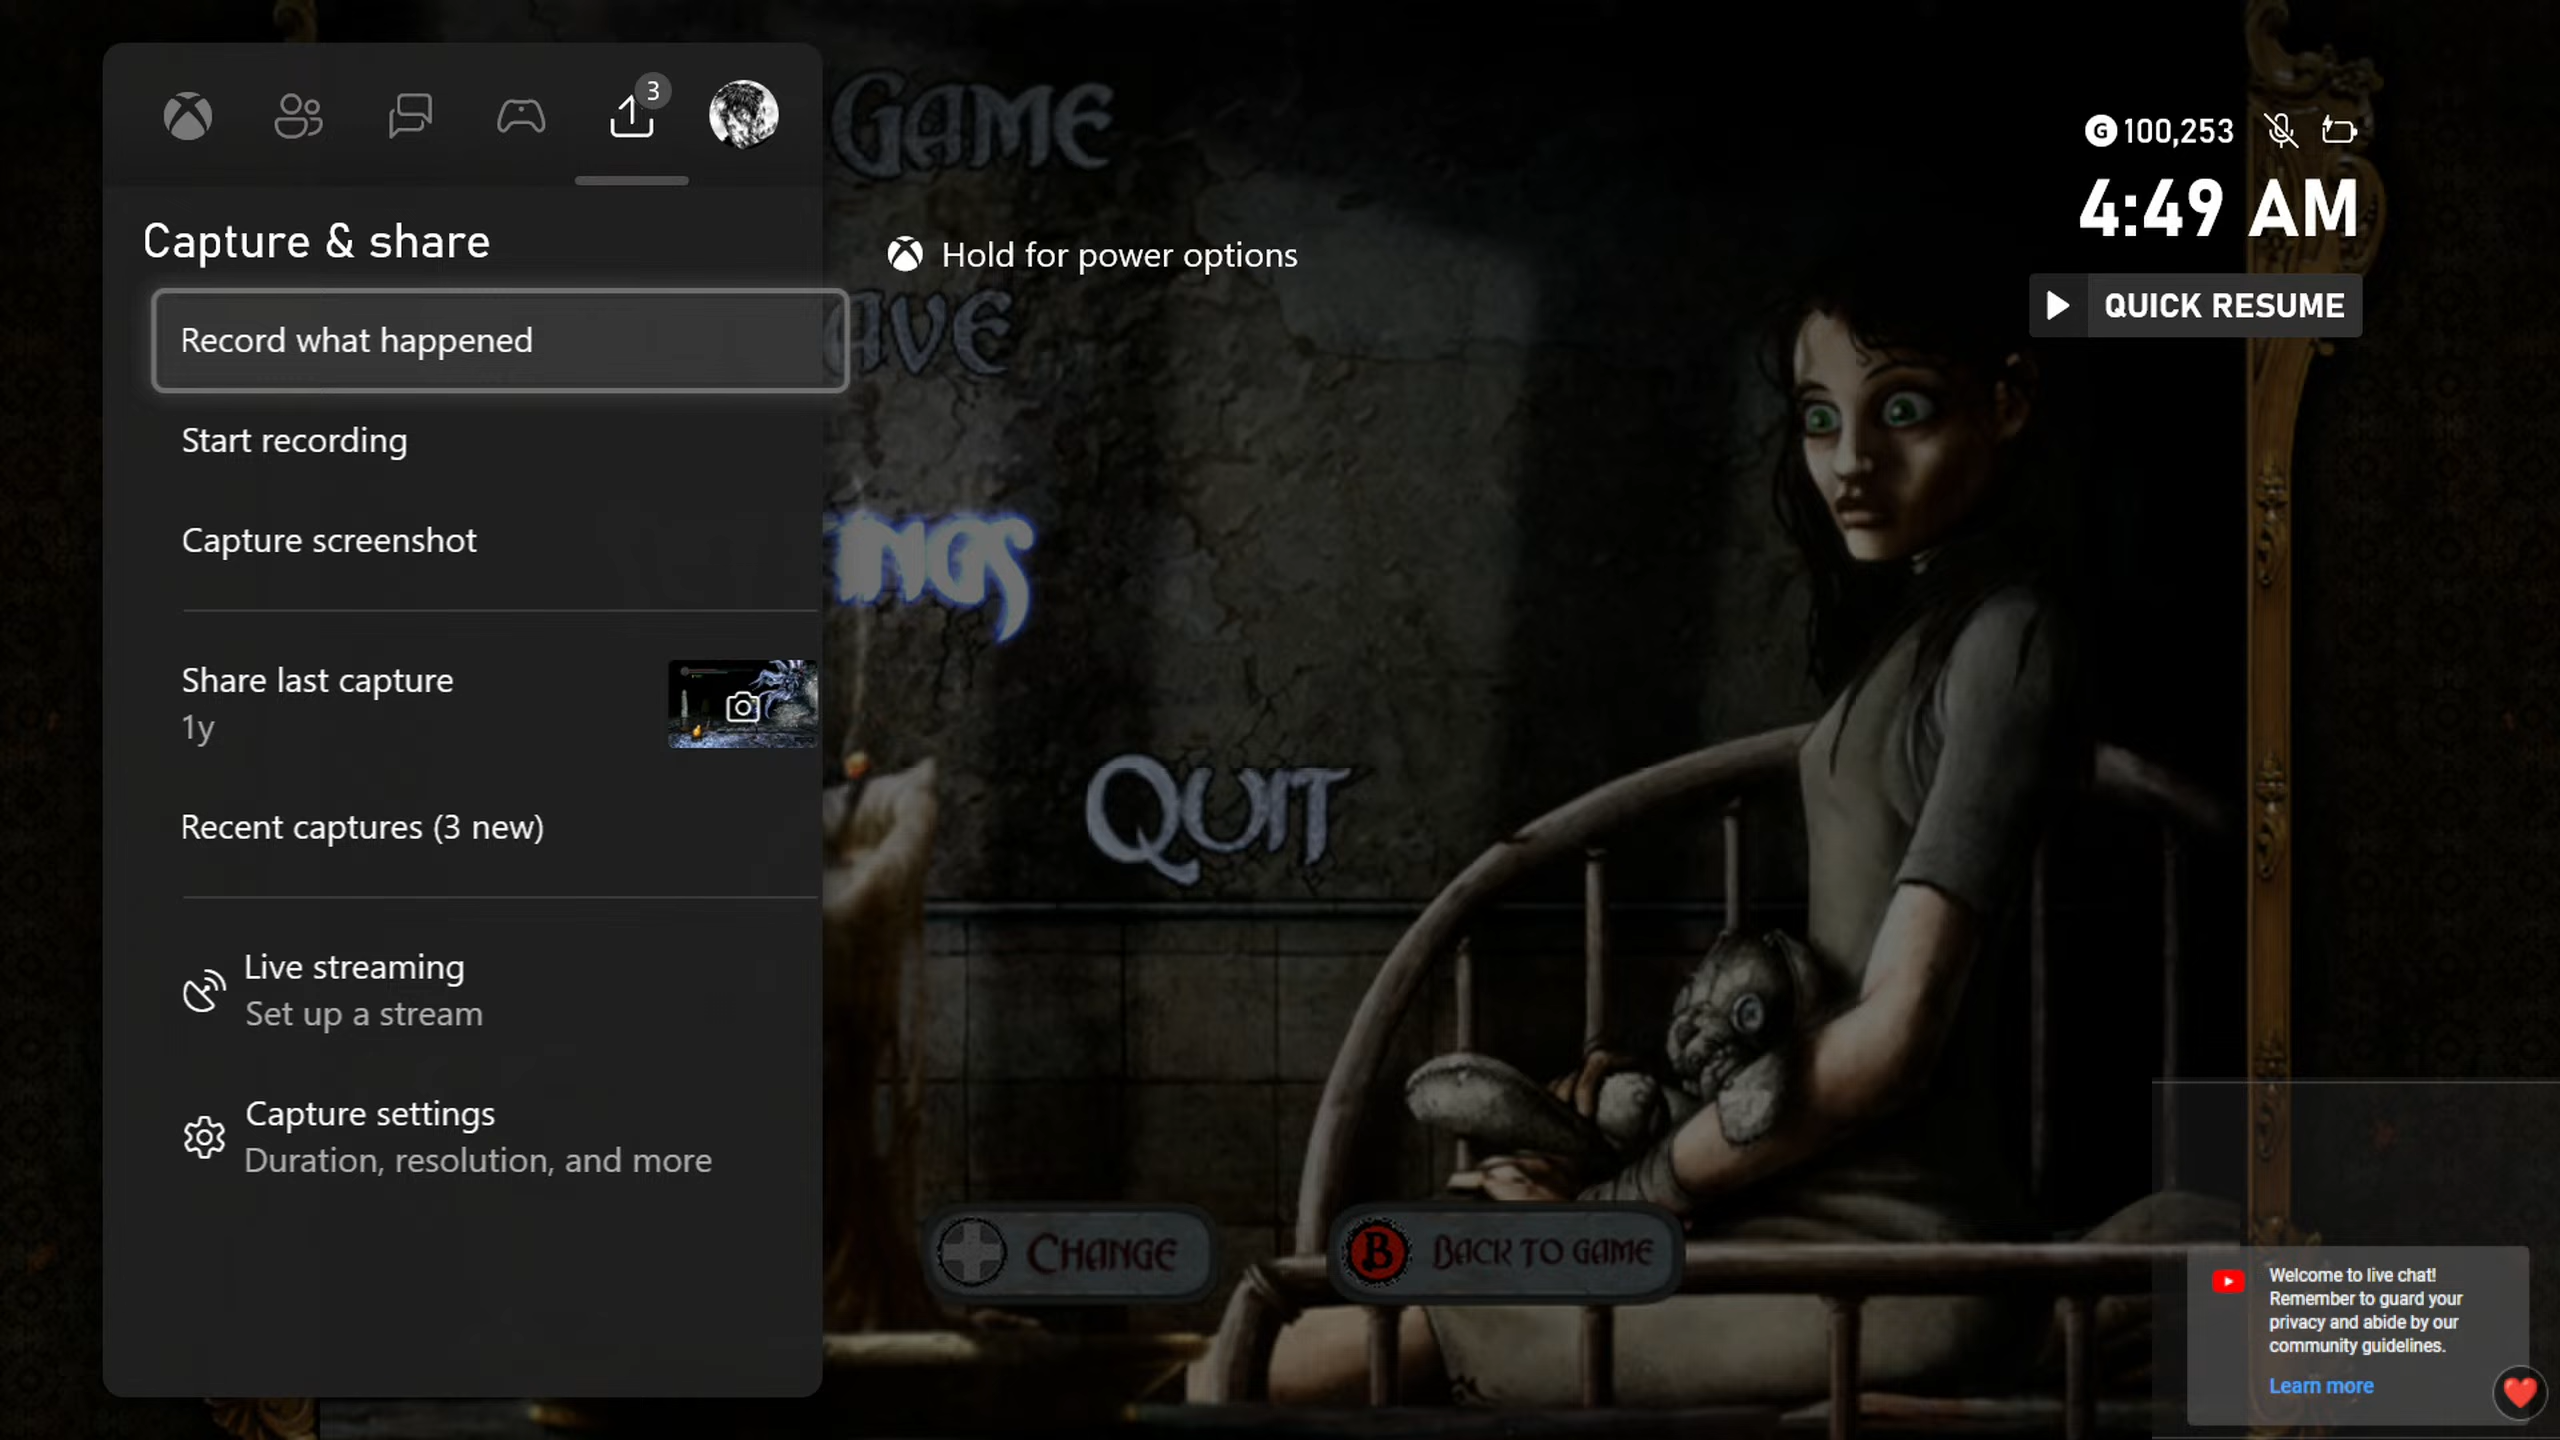 3
Capture & share
Record what happened
Start recording
Capture screenshot
Share last capture
1y
Recent captures (3 new)
Live streaming
Set up a stream
Capture settings
Duration, resolution, and more
GAME
Hold for power options
AVE
INGS
QUIT
CHANGE
B BACK TO GAME
G 100,253
4:49 AM
QUICK RESUME
Welcome to live chat!
Remember to guard your
privacy and abide by our
community guidelines.
Learn more